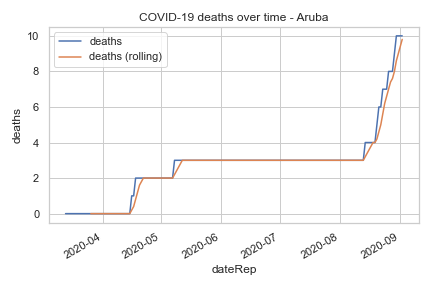 COVID-19 deaths over time - Aruba
deaths
deaths (rolling)
10
8
6
4
2
0
deaths
2020-04
2020-05
2020-06
2020-07
2020-08
2020-09
dateRep